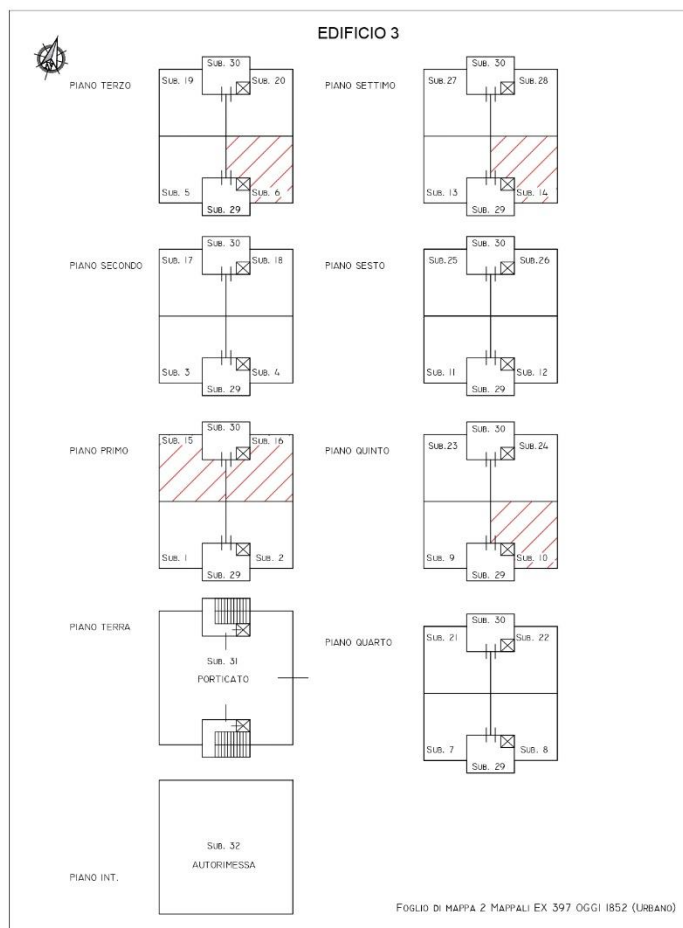 EDIFICIO 3
PIANO TERZO
SUB. 19
SUB. 30
SUB. 20
SUB. 5
SUB. 6
SUB. 29
PIANO SETTIMO
SUB.27
SUB. 30
SUB.28
SUB. 13
SUB. 14
SUB. 29
PIANO SECONDO
SUB. 17
SUB. 30
SUB. 18
SUB. 3
SUB. 4
SUB. 29
PIANO SESTO
SUB.25
SUB. 30
SUB.26
SUB. 11
SUB. 12
SUB. 29
PIANO PRIMO
SUB. 15
SUB. 30
SUB. 16
SUB. 1
SUB. 2
SUB. 29
PIANO QUINTO
SUB.23
SUB. 30
SUB.24
SUB. 9
SUB. 10
SUB. 29
PIANO TERRA
SUB. 31
PORTICATO
PIANO QUARTO
SUB. 21
SUB. 30
SUB. 22
SUB. 7
SUB. 8
SUB. 29
PIANO INT.
SUB. 32
AUTORIMESSA
FOGLIO DI MAPPA 2 MAPPALI EX 397 OGGI 1852 (URBANO)